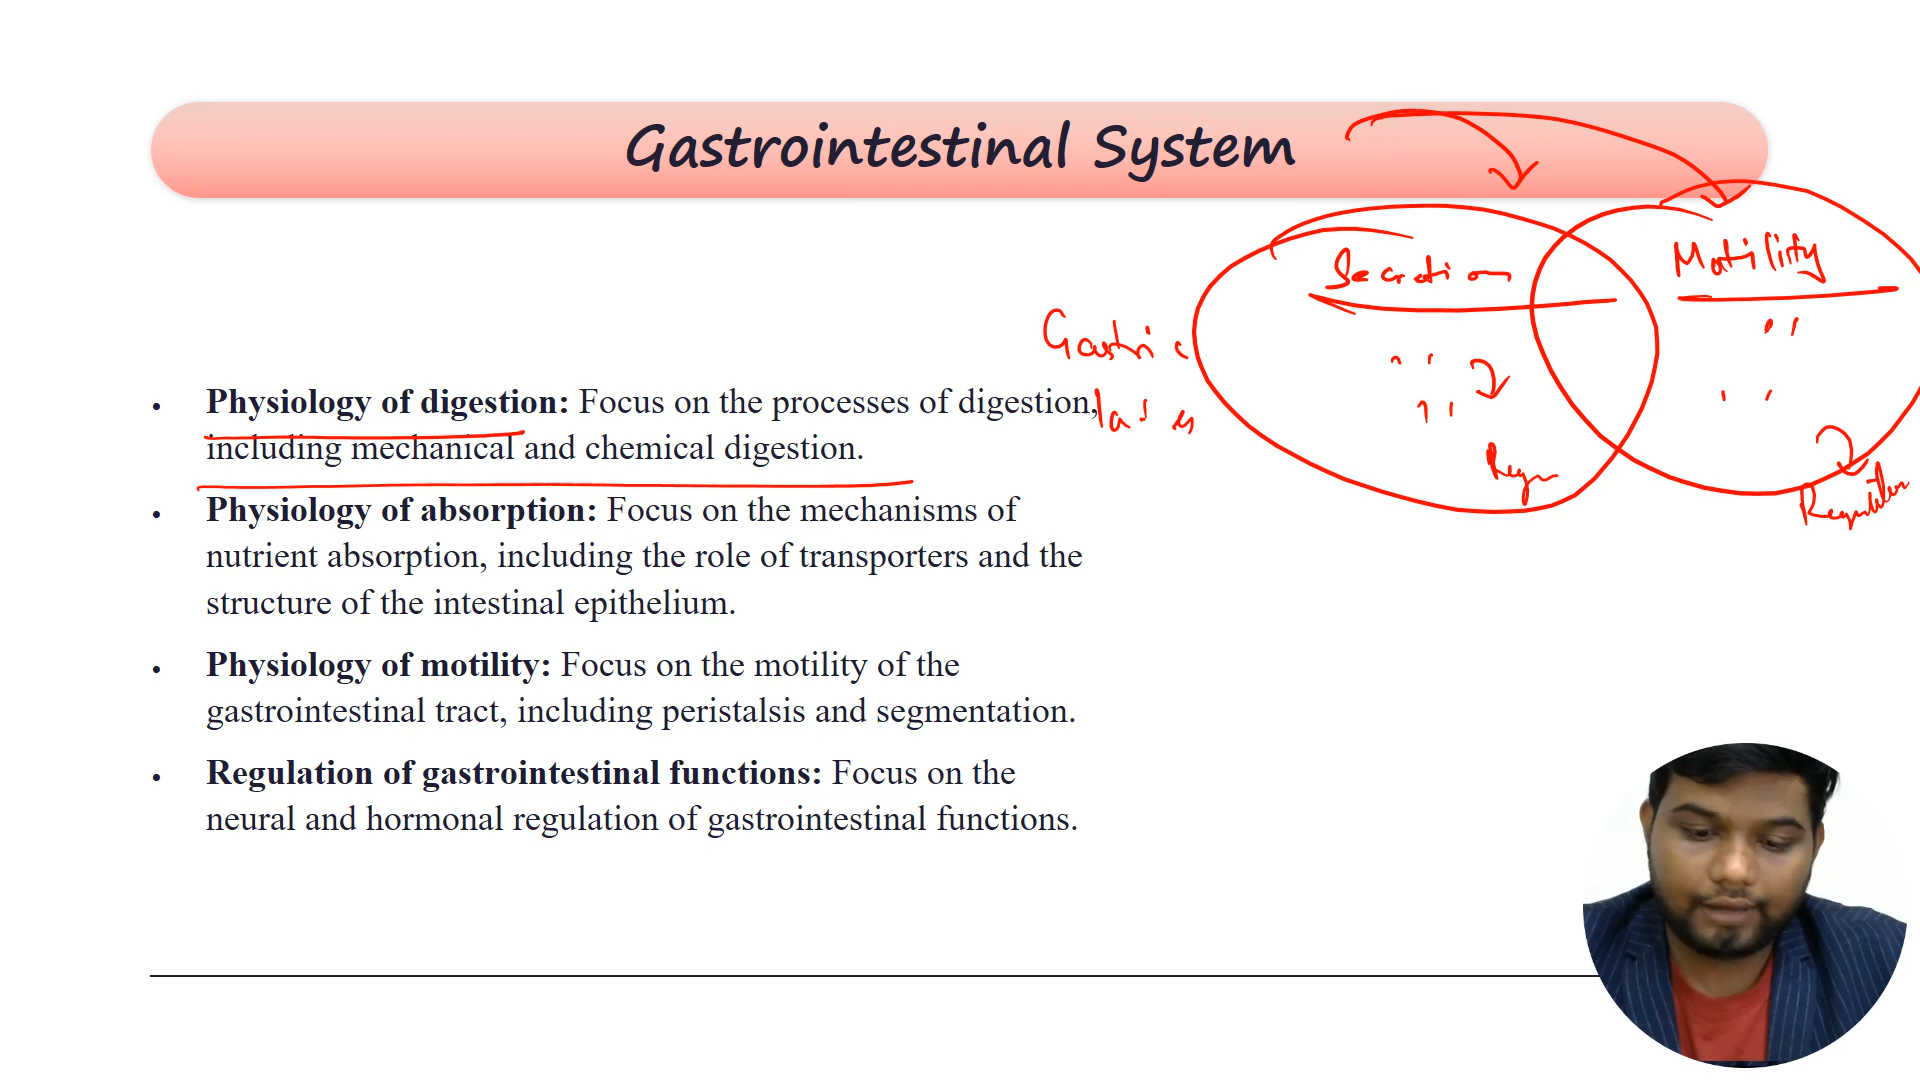 Gastrointestinal System
Secretion
Motility
Gastric
• Physiology of digestion: Focus on the processes of digestion,
including mechanical and chemical digestion.
• Physiology of absorption: Focus on the mechanisms of
nutrient absorption, including the role of transporters and the
structure of the intestinal epithelium.
• Physiology of motility: Focus on the motility of the
gastrointestinal tract, including peristalsis and segmentation.
• Regulation of gastrointestinal functions: Focus on the
neural and hormonal regulation of gastrointestinal functions.
Regulation